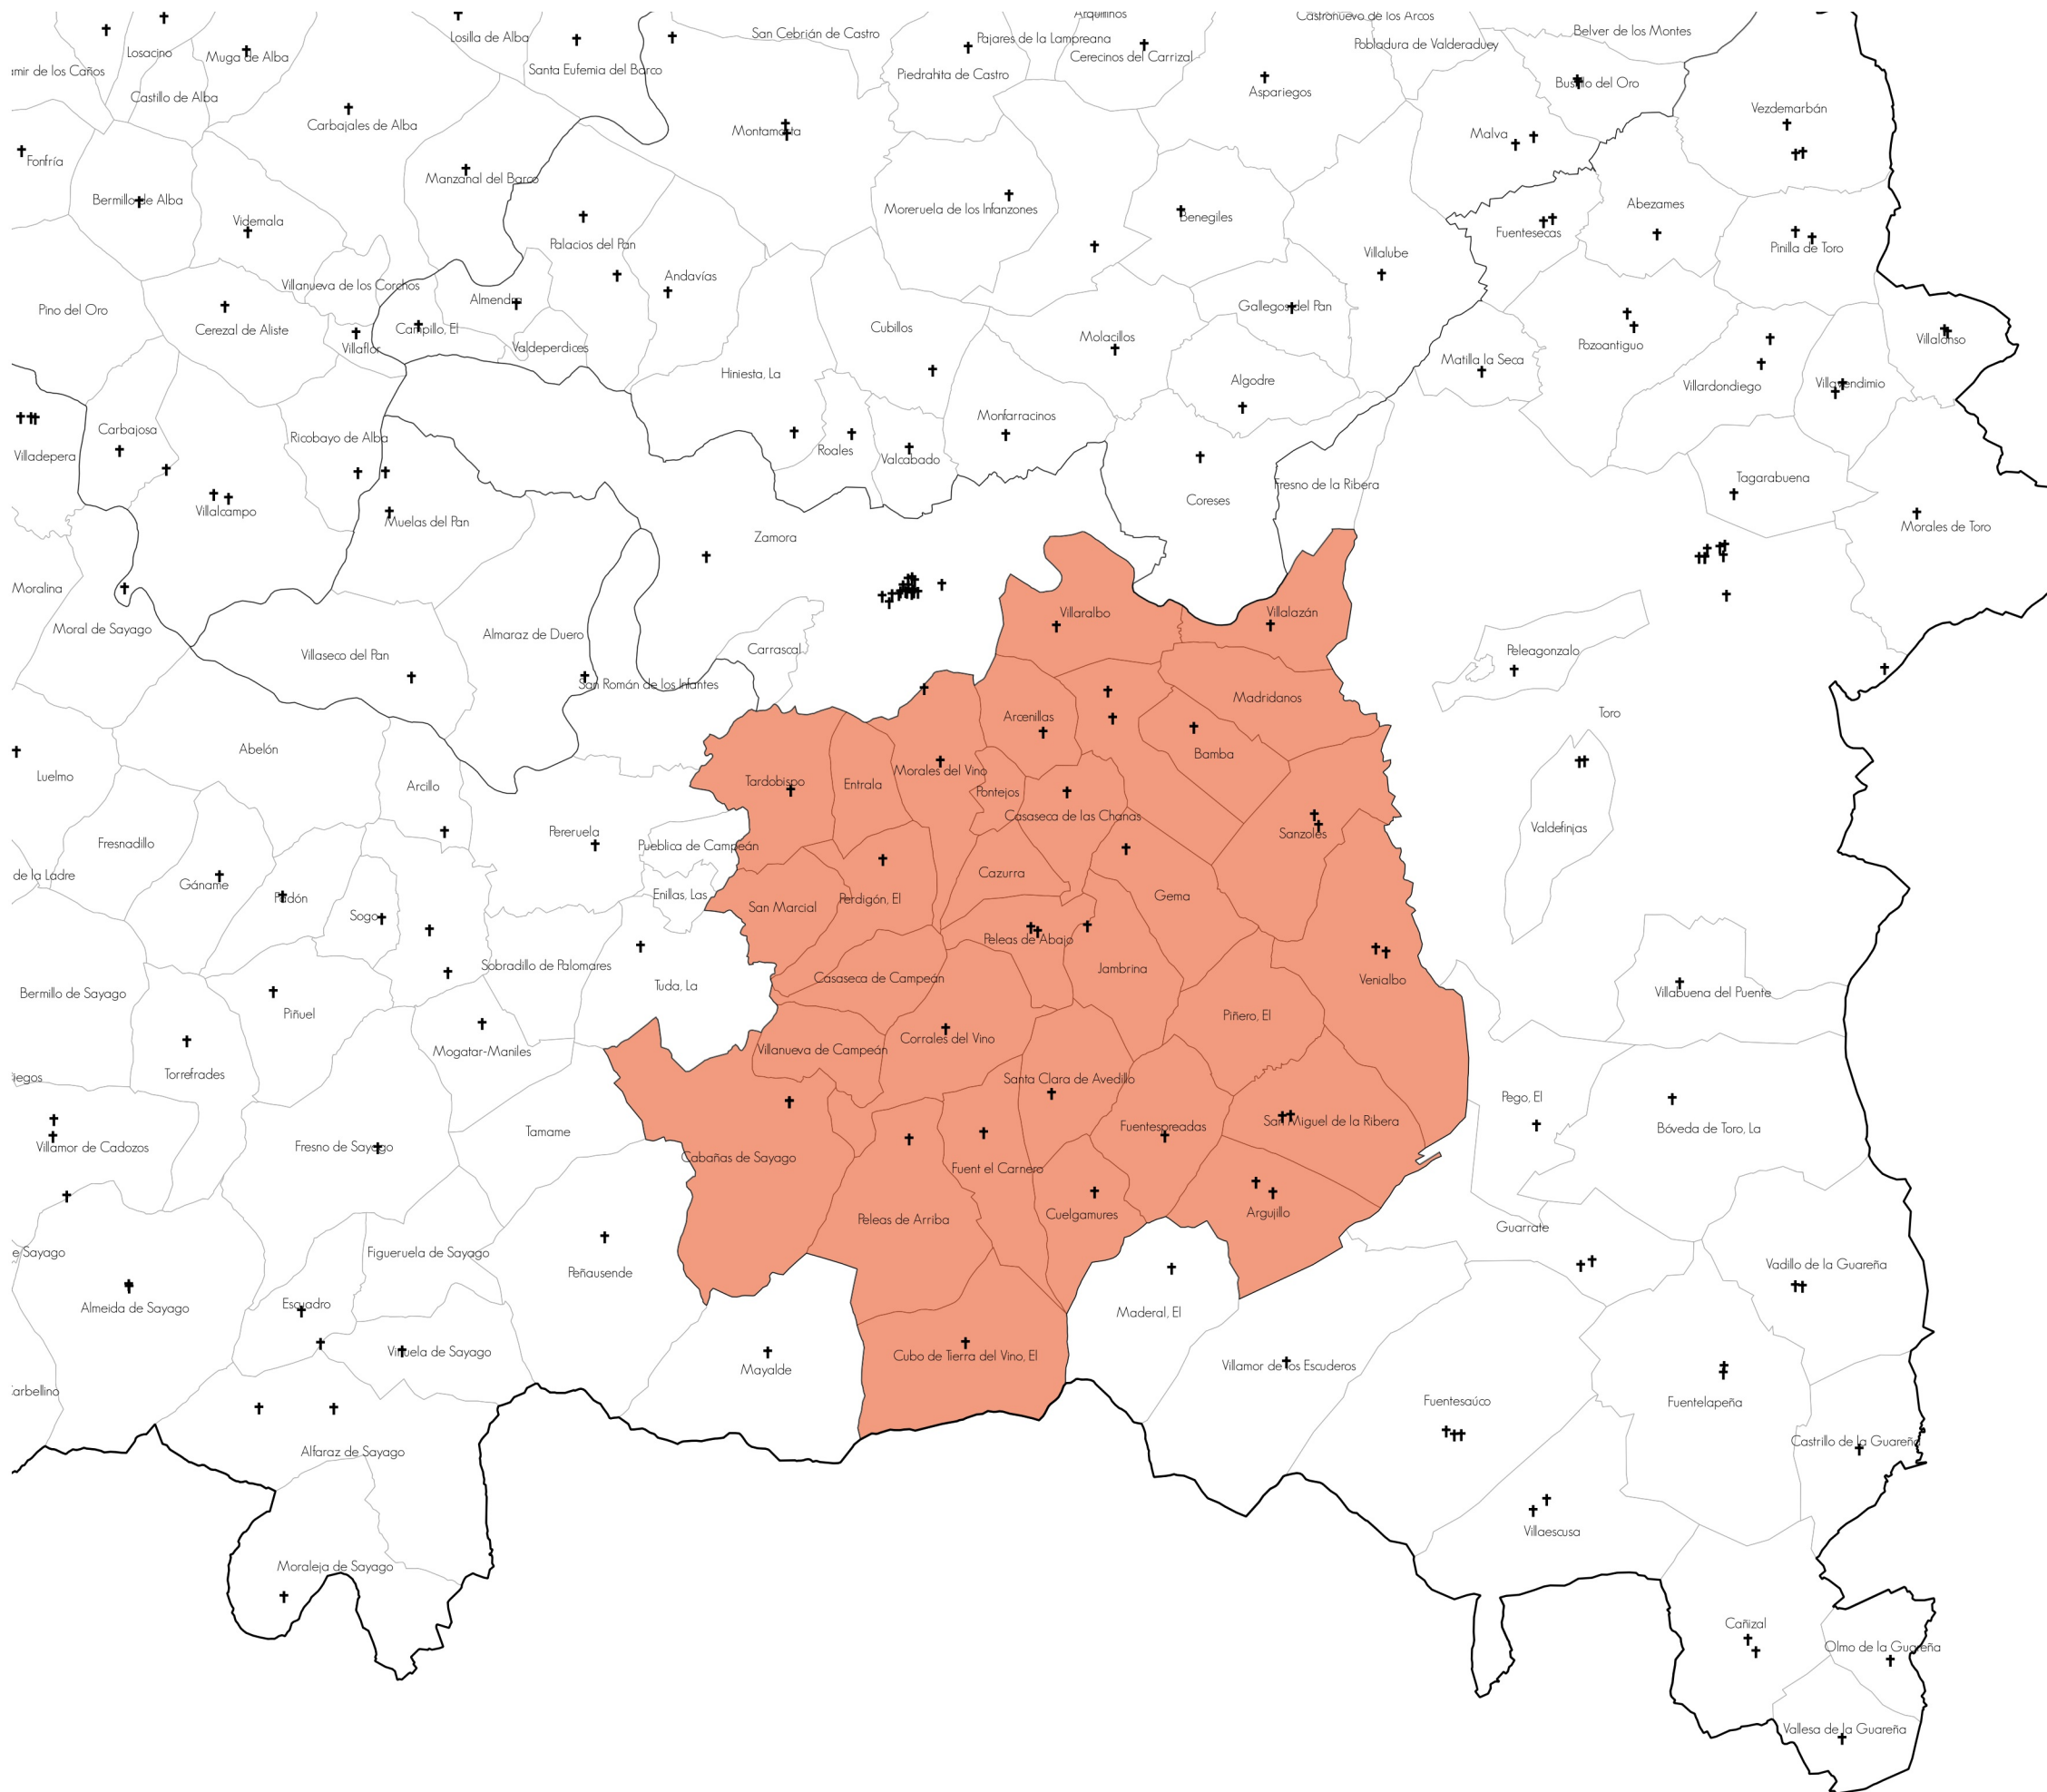 Arquillinos
Castronuevo de los Arcos
Losacino
Muga de Alba
Losilla de Alba
Santa Eufemia del Barco
San Cebrián de Castro
Pajares de la Lampreana
Piedrahita de Castro
Cerecinos del Carrizal
Pobladura de Valderaduey
Belver de los Montes
amir de los Caños
Castillo de Alba
Carbajales de Alba
Aspariegos
Bustillo del Oro
Vezdemarbán
Montamarta
Malva
Fonfría
Manzanal del Barco
Bermillo de Alba
Videmala
Palacios del Pan
Moreruela de los Infanzones
Benegiles
Fuentesecas
Abezames
Pinilla de Toro
Villalube
Villanueva de los Corchos
Almendra
Andavías
Pino del Oro
Cerezal de Aliste
Villaflor
Campillo, El
Valdeperdices
Cubillos
Molacillos
Gallegos del Pan
Pozoantiguo
Villalonso
Hiniesta, La
Algodre
Matilla la Seca
Villardondiego
Villavendimio
Carbajosa
Ricobayo de Alba
Monfarracinos
Villadepera
Roales
Valcabado
Fresno de la Ribera
Tagarabuena
Villalcampo
Muelas del Pan
Coreses
Morales de Toro
Zamora
Moralina
Moral de Sayago
Almaraz de Duero
Villaralbo
Villalazán
Villaseco del Pan
Carrascal
Peleagonzalo
San Román de los Infantes
Madridanos
Arcenillas
Toro
Abelón
Bamba
Luelmo
Arcillo
Tardobispo
Entrala
Morales del Vino
Pontejos
Casaseca de las Chanas
Fresnadillo
Pereruela
Pueblica de Campeán
Sanzoles
Valdefinjas
de la Ladre
Gáname
Fadón
Sogo
Enillas, Las
San Marcial
Perdigón, El
Cazurra
Gema
Sobradillo de Palomares
Peleas de Abajo
Jambrina
Bermillo de Sayago
Piñuel
Tuda, La
Casaseca de Campeán
Venialbo
Villabuena del Puente
Mogatar-Maniles
Villanueva de Campeán
Corrales del Vino
Piñero, El
iegos
Torrefrades
Santa Clara de Avedillo
Pego, El
Villamor de Cadozos
Fresno de Sayago
Tamame
Cabañas de Sayago
Fuent el Carnero
Fuentespreadas
San Miguel de la Ribera
Bóveda de Toro, La
Peleas de Arriba
Cuelgamures
Argujillo
Guarrate
e Sayago
Figueruela de Sayago
Peñausende
Vadillo de la Guareña
Almeida de Sayago
Escuadro
Maderal, El
Viñuela de Sayago
Mayalde
Cubo de Tierra del Vino, El
Villamor de los Escuderos
arbellino
Fuentesaúco
Fuentelapeña
Alfaraz de Sayago
Castrillo de la Guareña
Villaescusa
Moraleja de Sayago
Cañizal
Olmo de la Guareña
Vallesa de la Guareña